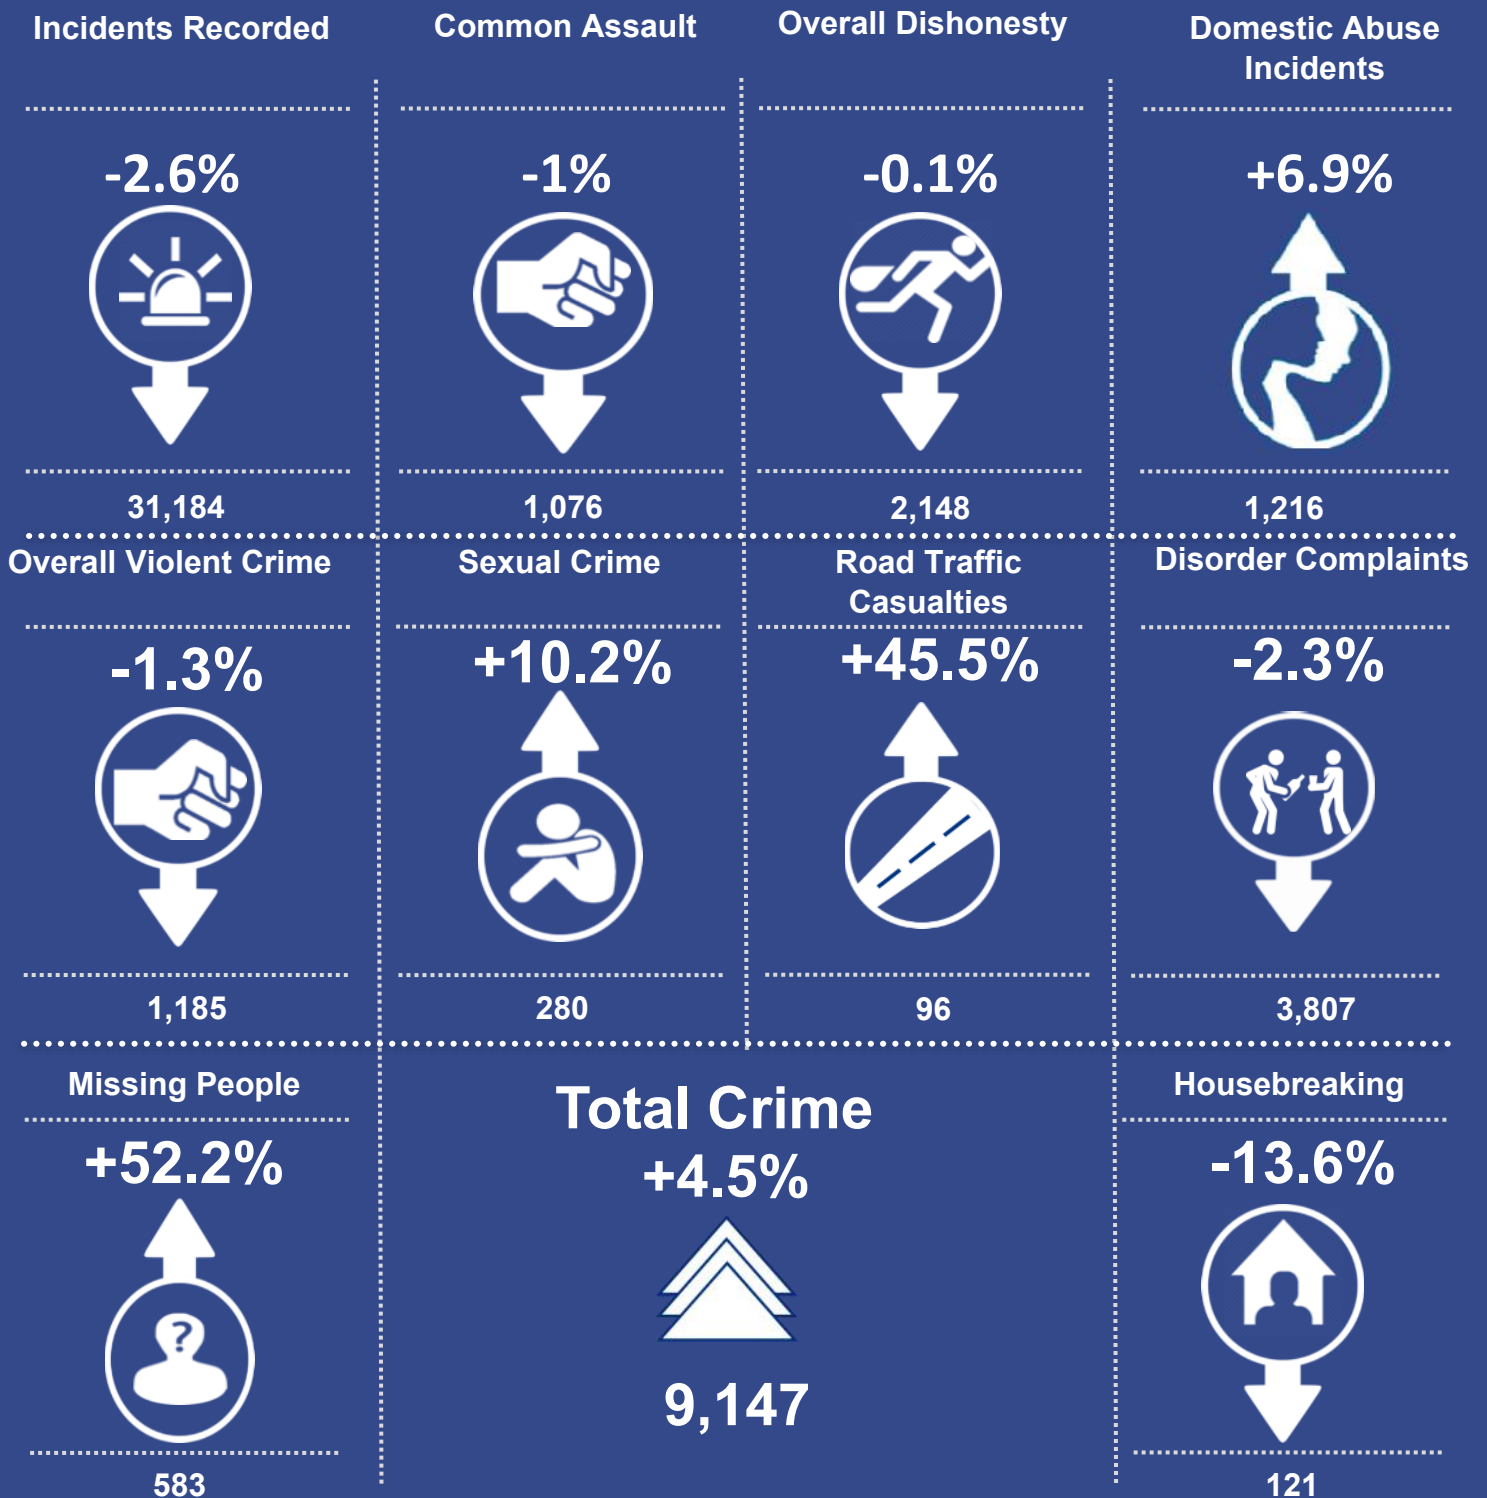 Incidents Recorded
-2.6%
31,184
Common Assault
-1%
1,076
Overall Dishonesty
-0.1%
2,148
Domestic Abuse
Incidents
+6.9%
1,216
Overall Violent Crime
-1.3%
1,185
Sexual Crime
+10.2%
280
Road Traffic
Casualties
+45.5%
96
Disorder Complaints
-2.3%
3,807
Missing People
+52.2%
?
583
Total Crime
+4.5%
9,147
Housebreaking
-13.6%
121